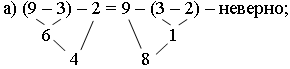 а) (9 – 3) – 2 = 9 – (3 – 2) – неверно;
6 1
4 8